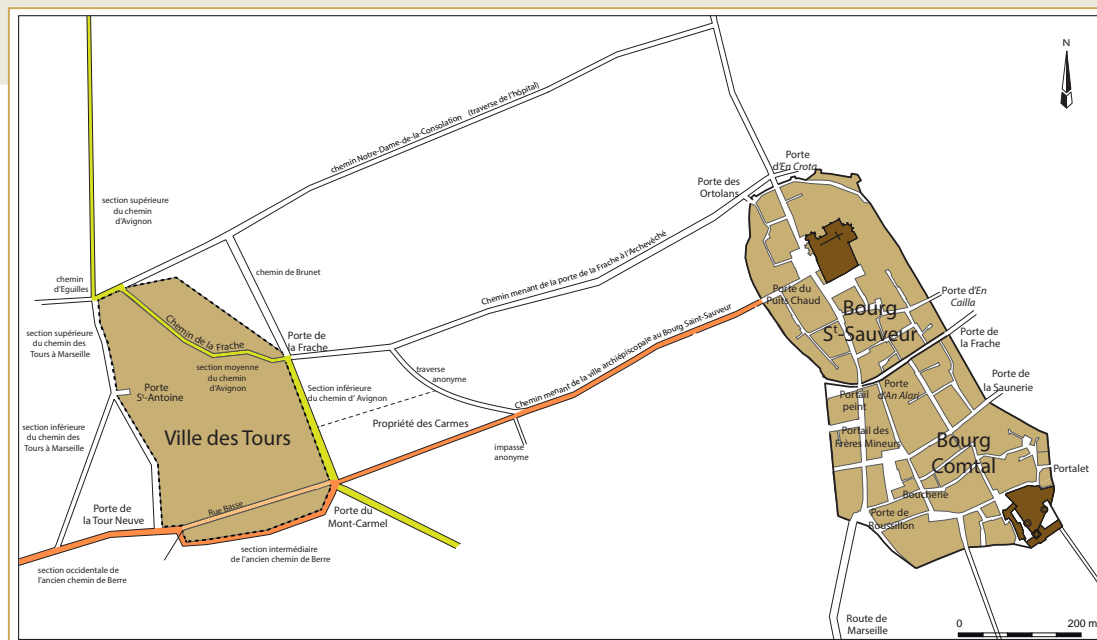 N
chemin Notre-Dame-de-la-Consolation (traverse de l'hôpital)
Porte
d'En Crota
Porte des
Ortolans
section supérieure
du chemin
d'Avignon
chemin
d'Eguilles
chemin de Brunet
Chemin menant de la porte de la Frache à l'Archevêché
Porte du
Puits Chaud
Porte d'En
Cailla
Bourg
St-Sauveur
Chemin de la Frache
Porte de
la Frache
section supérieure
du chemin des
Tours à Marseille
section moyenne
du chemin
d'Avignon
Chemin menant de la ville archiépiscopale au Bourg Saint-Sauveur
Porte de
la Frache
traverse
anonyme
Porte de
la Saunerie
Porte
St-Antoine
Section inférieure
du chemin d' Avignon
Porte
d'An Alari
Portail
peint
Propriété des Carmes
section inférieure
du chemin des
Tours à Marseille
Ville des Tours
impasse
anonyme
Portail des
Frères Mineurs
Bourg
Comtal
Portalet
Boucherie
Porte de
la Tour Neuve
Rue Basse
Porte du
Mont-Carmel
Porte de
Roussillon
section intermédiaire
de l'ancien chemin de Berre
section occidentale de
l'ancien chemin de Berre
Route de
Marseille
0 200 m